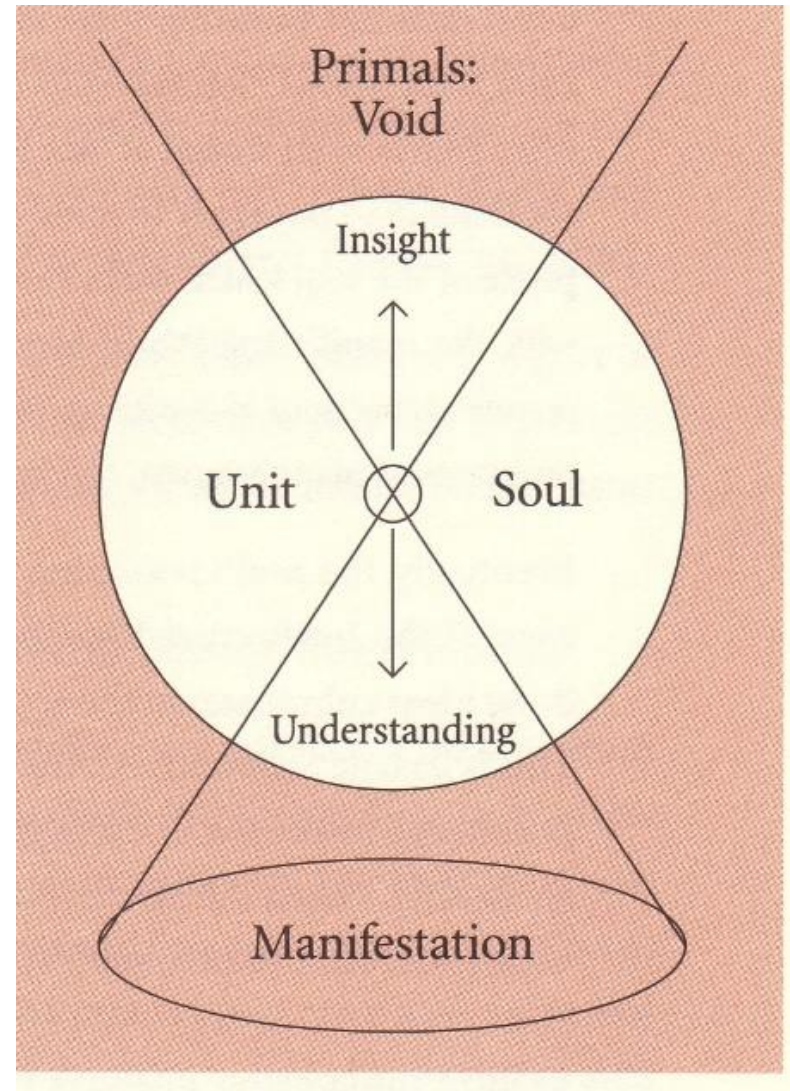 Primals:
Void
Insight
Unit
Soul
Understanding
Manifestation